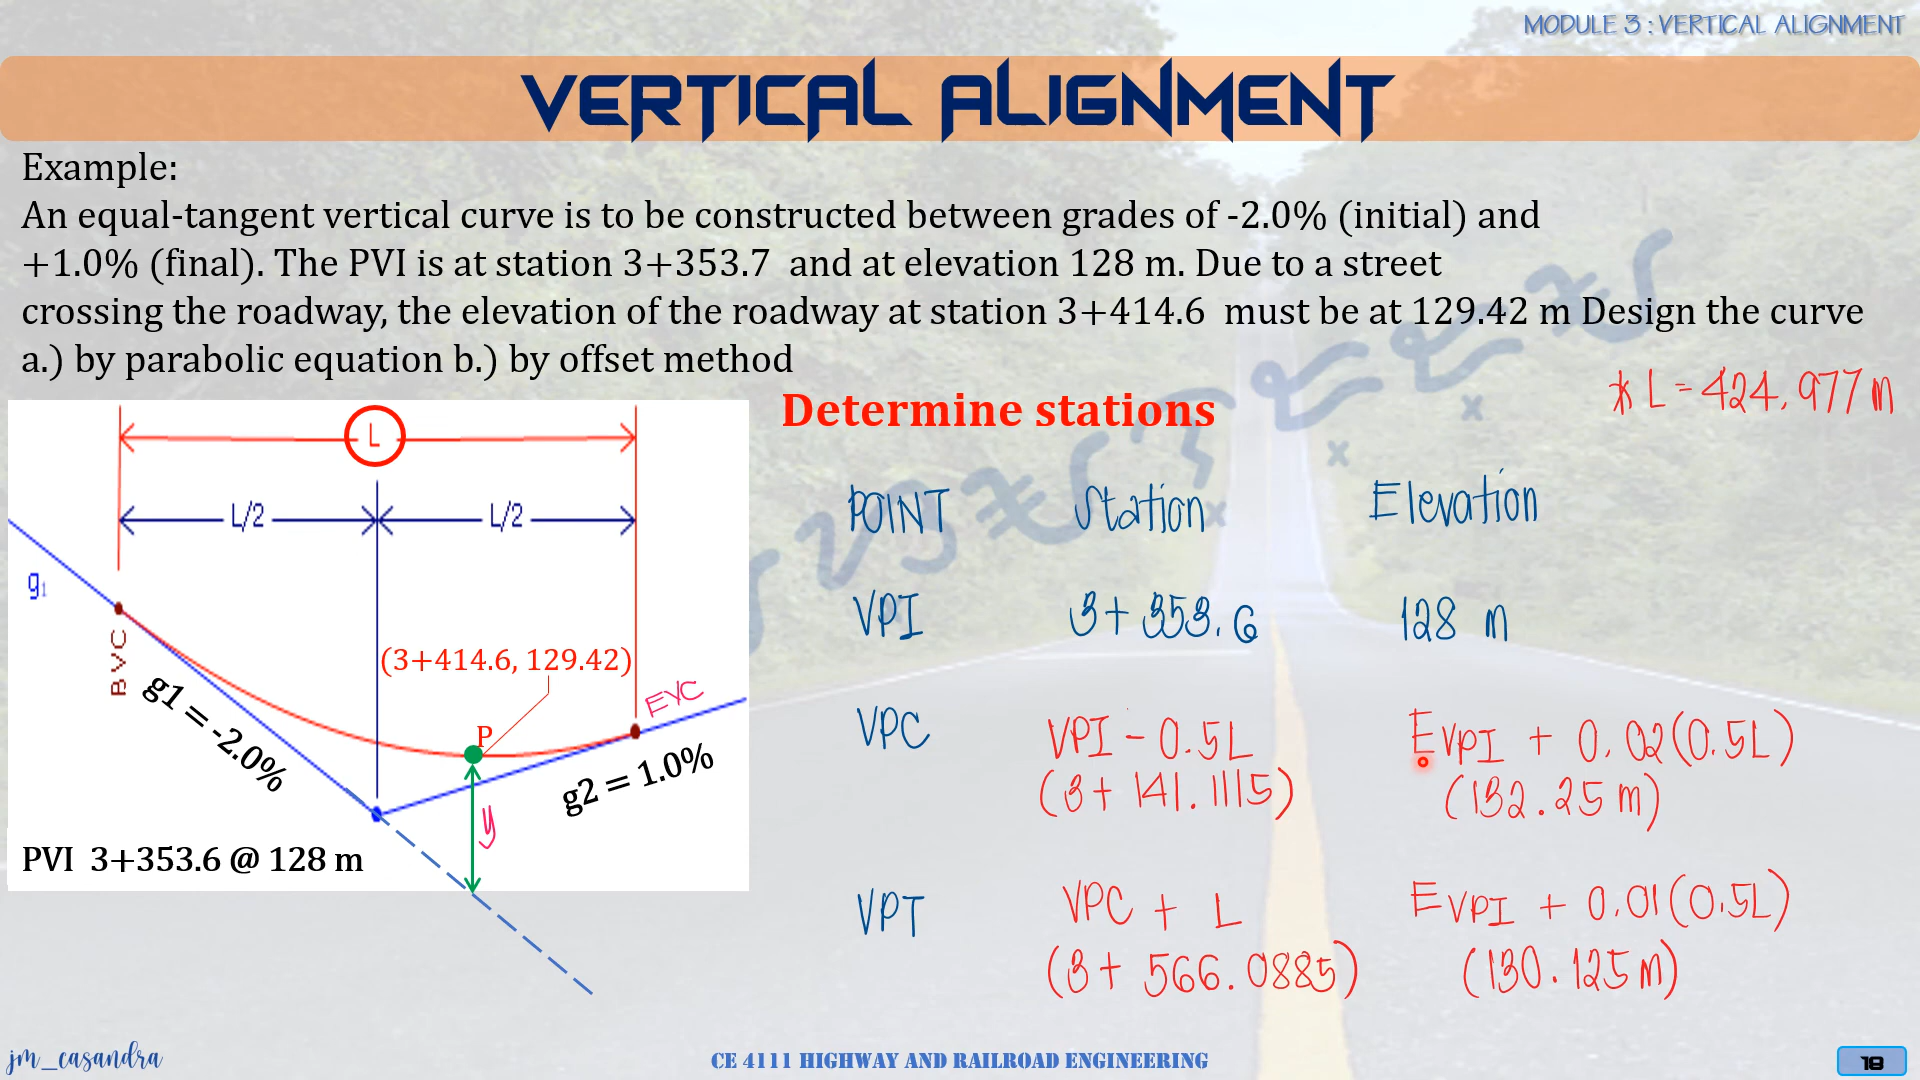 MODULE 3 : VERTICAL ALIGNMENT
VERTICAL ALIGNMENT
Example:
An equal-tangent vertical curve is to be constructed between grades of -2.0% (initial) and
+1.0% (final). The PVI is at station 3+353.7 and at elevation 128 m. Due to a street
crossing the roadway, the elevation of the roadway at station 3+414.6 must be at 129.42 m Design the curve
a.) by parabolic equation b.) by offset method
* L = 424.977 m
Determine stations
L
L/2 L/2
g1
BVC
g1 = -2.0%
(3+414.6, 129.42)
P
EVC
g2 = 1.0%
y
PVI 3+353.6 @ 128 m
POINT Station Elevation
VPI 3+353.6 128 m
VPC VPI - 0.5L EVPI + 0.02(0.5L)
(3+141.1115) (132.25m)
VPT VPC + L EVPI + 0.01(0.5L)
(3+566.0885) (130.125m)
jm_casandra
CE 4111 HIGHWAY AND RAILROAD ENGINEERING
18